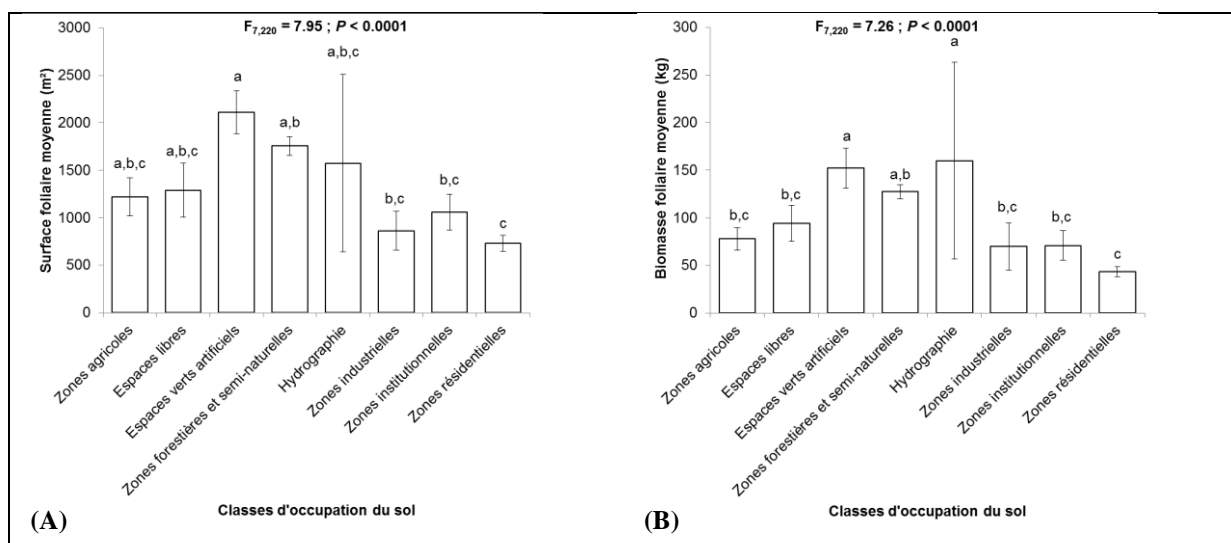 F7,220 = 7.95 ; P < 0.0001
Surface foliaire moyenne (m²)
3000
2500
2000
1500
1000
500
0
a,b,c
a,b,c
a
a,b
a,b,c
b,c
b,c
c
Zones agricoles
Espaces libres
Espaces verts artificiels
Zones forestières et semi-naturelles
Hydrographie
Zones industrielles
Zones institutionnelles
Zones résidentielles
Classes d'occupation du sol
(A)
F7,220 = 7.26 ; P < 0.0001
Biomasse foliaire moyenne (kg)
300
250
200
150
100
50
0
b,c
b,c
a
a,b
a
b,c
b,c
c
Zones agricoles
Espaces libres
Espaces verts artificiels
Zones forestières et semi-naturelles
Hydrographie
Zones industrielles
Zones institutionnelles
Zones résidentielles
Classes d'occupation du sol
(B)